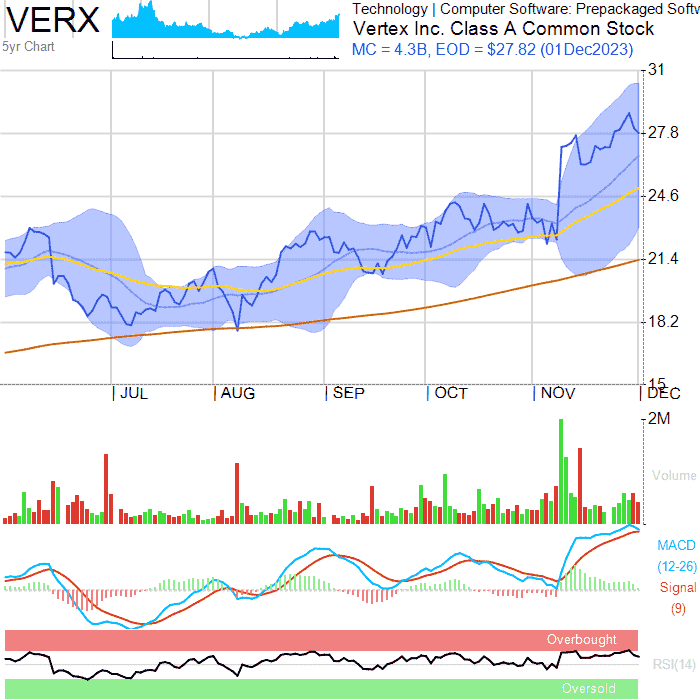 VERX
5yr Chart
Technology | Computer Software: Prepackaged Softw
Vertex Inc. Class A Common Stock
MC = 4.3B, EOD = $27.82 (01Dec2023)
31
27.8
24.6
21.4
18.2
15
| JUL | AUG | SEP | OCT | NOV | DEC
2M
Volume
MACD
(12-26)
Signal
(9)
Overbought
RSI(14)
Oversold